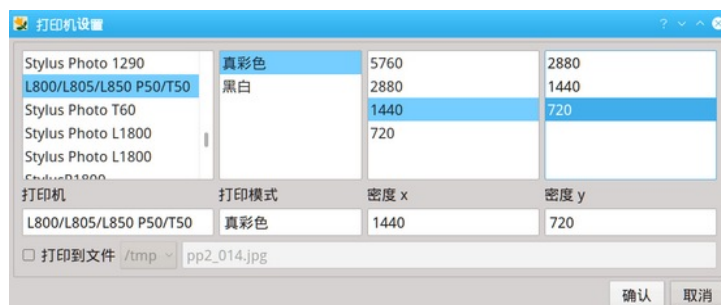 打印机设置
Stylus Photo 1290
L800/L805/L850 P50/T50
Stylus Photo T60
Stylus Photo L1800
Stylus Photo L1800
StylusR1800
真彩色
黑白
5760
2880
1440
720
2880
1440
720
打印机
打印模式
密度 x
密度 y
L800/L805/L850 P50/T50
真彩色
1440
720
打印到文件
/tmp
pp2_014.jpg
确认
取消